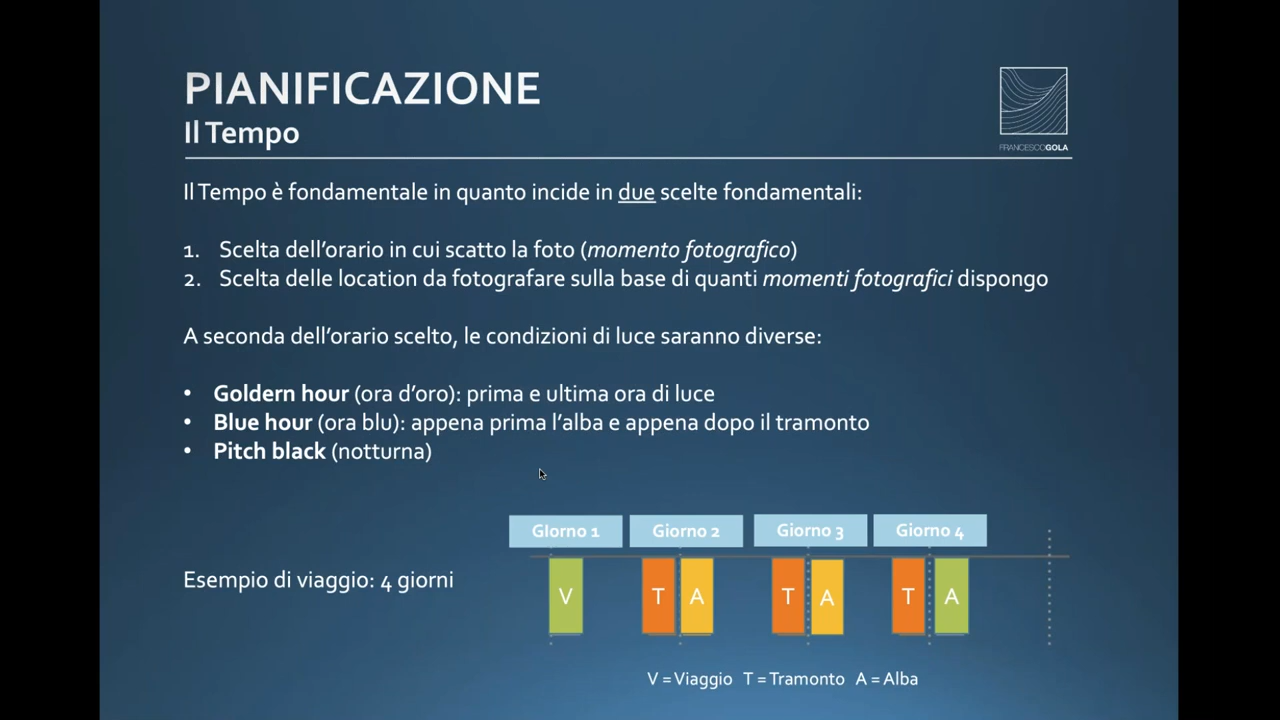 PIANIFICAZIONE
Il Tempo
FRANCESCOGOLA
Il Tempo è fondamentale in quanto incide in due scelte fondamentali:
1. Scelta dell’orario in cui scatto la foto (momento fotografico)
2. Scelta delle location da fotografare sulla base di quanti momenti fotografici dispongo
A seconda dell’orario scelto, le condizioni di luce saranno diverse:
• Goldern hour (ora d’oro): prima e ultima ora di luce
• Blue hour (ora blu): appena prima l’alba e appena dopo il tramonto
• Pitch black (notturna)
GIorno 1 Giorno 2 Giorno 3 Giorno 4
Esempio di viaggio: 4 giorni
V T A T A T A
V = Viaggio T = Tramonto A = Alba